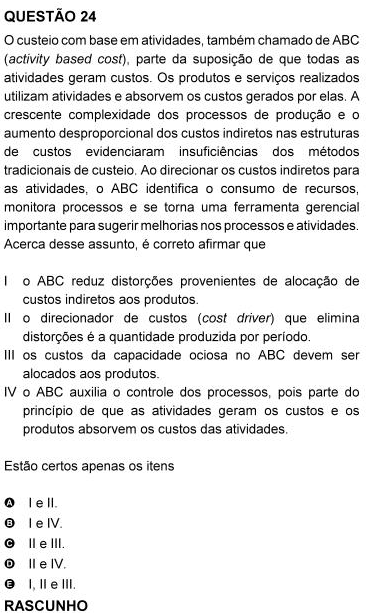 QUESTÃO 24
O custeio com base em atividades, também chamado de ABC
(activity based cost), parte da suposição de que todas as
atividades geram custos. Os produtos e serviços realizados
utilizam atividades e absorvem os custos gerados por elas. A
crescente complexidade dos processos de produção e o
aumento desproporcional dos custos indiretos nas estruturas
de custos evidenciaram insuficiências dos métodos
tradicionais de custeio. Ao direcionar os custos indiretos para
as atividades, o ABC identifica o consumo de recursos,
monitora processos e se torna uma ferramenta gerencial
importante para sugerir melhorias nos processos e atividades.
Acerca desse assunto, é correto afirmar que
I o ABC reduz distorções provenientes de alocação de
custos indiretos aos produtos.
II o direcionador de custos (cost driver) que elimina
distorções é a quantidade produzida por período.
III os custos da capacidade ociosa no ABC devem ser
alocados aos produtos.
IV o ABC auxilia o controle dos processos, pois parte do
princípio de que as atividades geram os custos e os
produtos absorvem os custos das atividades.
Estão certos apenas os itens
A I e II.
B I e IV.
C II e III.
D II e IV.
E I, II e III.
RASCUNHO